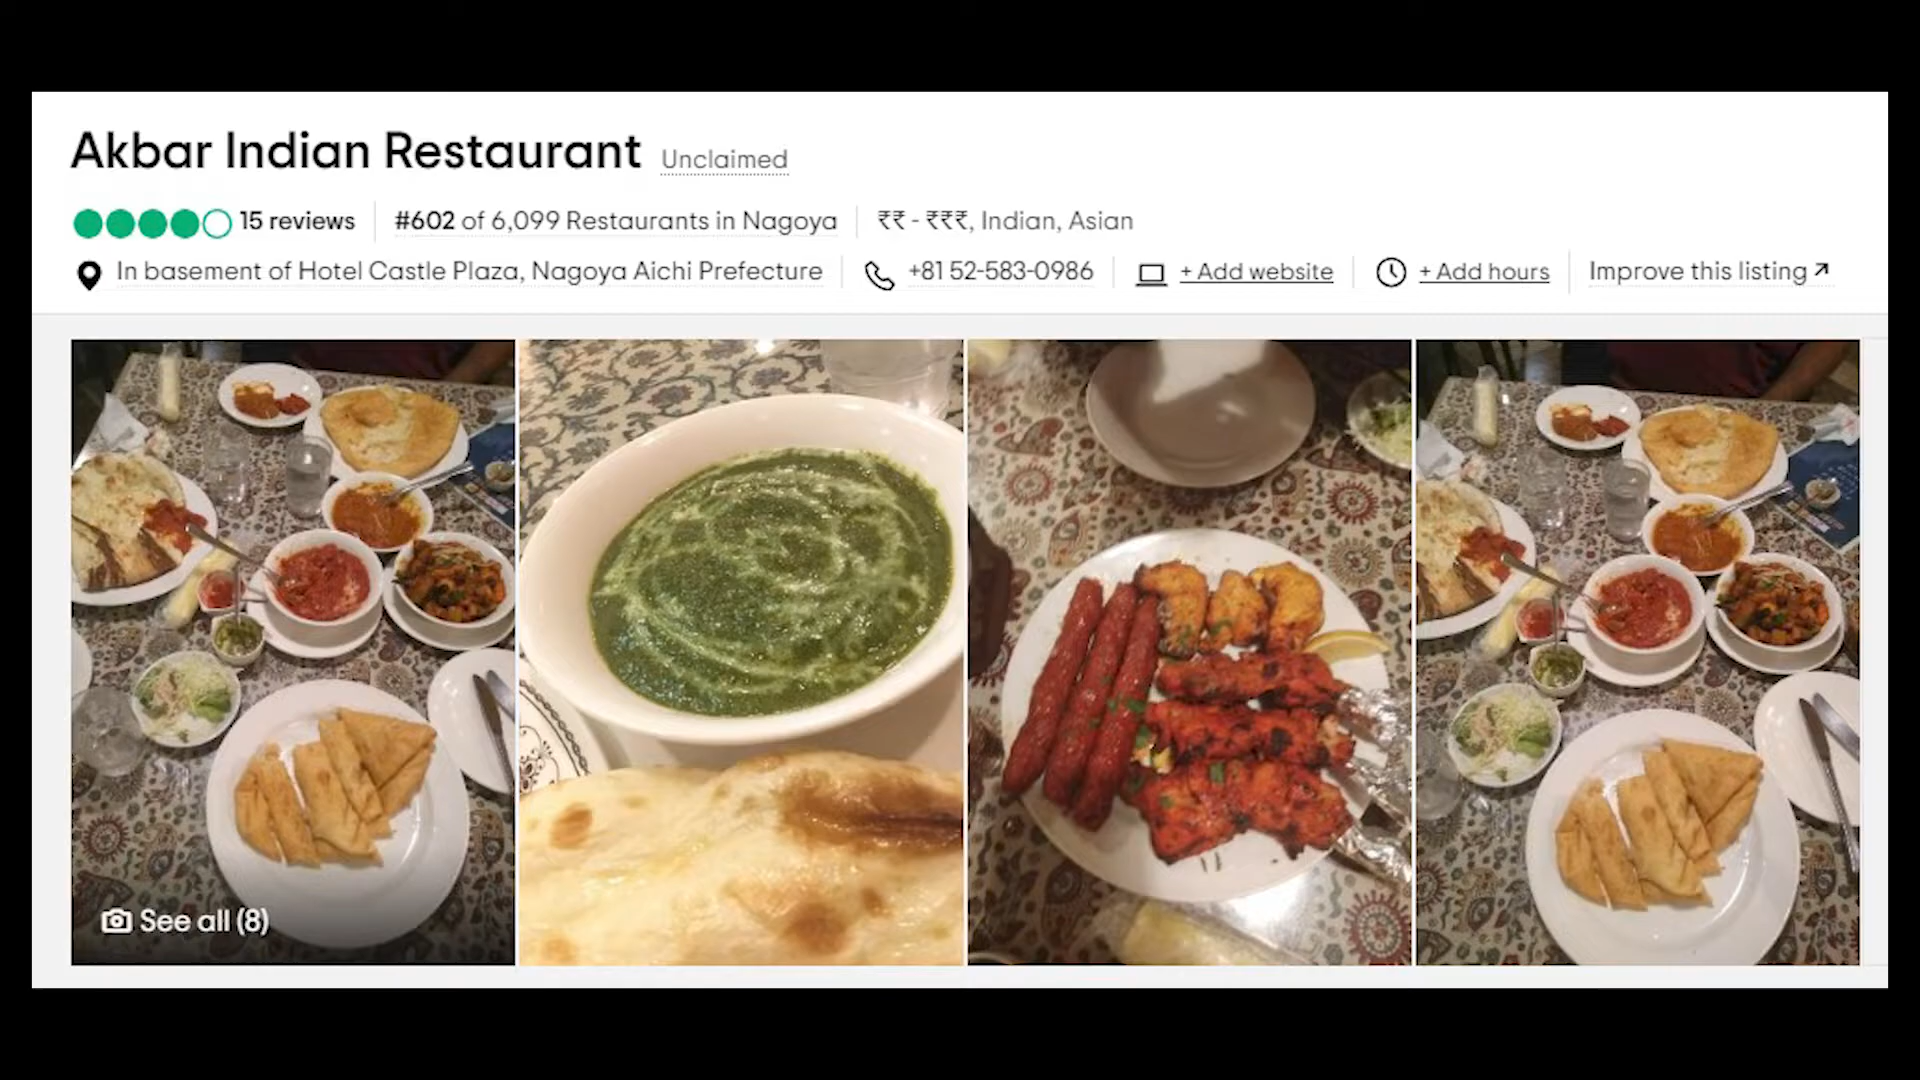 Akbar Indian Restaurant Unclaimed
15 reviews #602 of 6,099 Restaurants in Nagoya ₹₹ - ₹₹₹, Indian, Asian
In basement of Hotel Castle Plaza, Nagoya Aichi Prefecture +81 52-583-0986 + Add website + Add hours Improve this listing
See all (8)